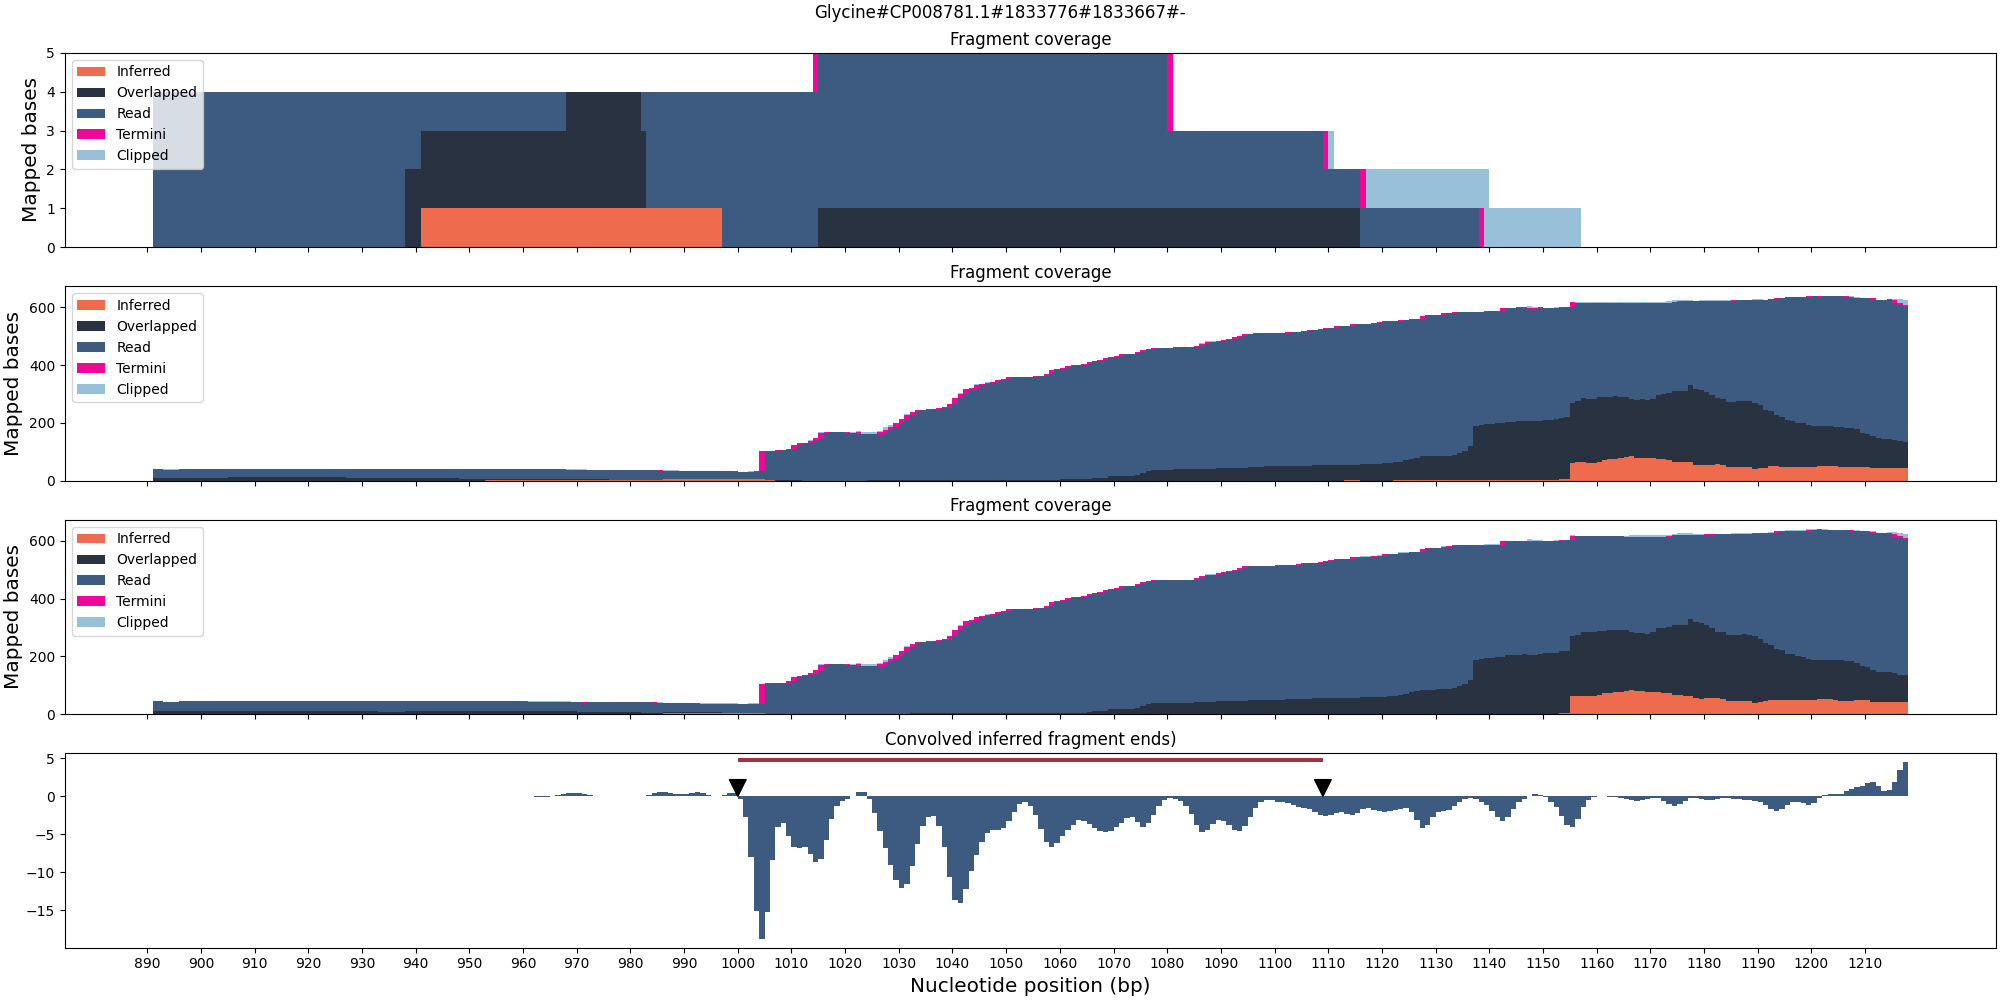 Glycine#CP008781.1#1833776#1833667#-
Fragment coverage
Mapped bases
5
4
3
2
1
0
Inferred
Overlapped
Read
Termini
Clipped
Fragment coverage
Mapped bases
600
400
200
0
Inferred
Overlapped
Read
Termini
Clipped
Fragment coverage
Mapped bases
600
400
200
0
Inferred
Overlapped
Read
Termini
Clipped
Convolved inferred fragment ends)
5
0
−5
−10
−15
890 900 910 920 930 940 950 960 970 980 990 1000 1010 1020 1030 1040 1050 1060 1070 1080 1090 1100 1110 1120 1130 1140 1150 1160 1170 1180 1190 1200 1210
Nucleotide position (bp)